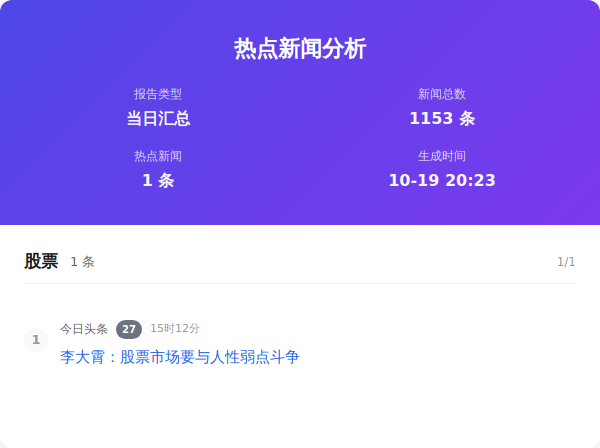 热点新闻分析
报告类型
新闻总数
当日汇总
1153 条
热点新闻
生成时间
1 条
10-19 20:23
股票 1 条 1/1
1 今日头条 27 15时12分
李大霄：股票市场要与人性弱点斗争